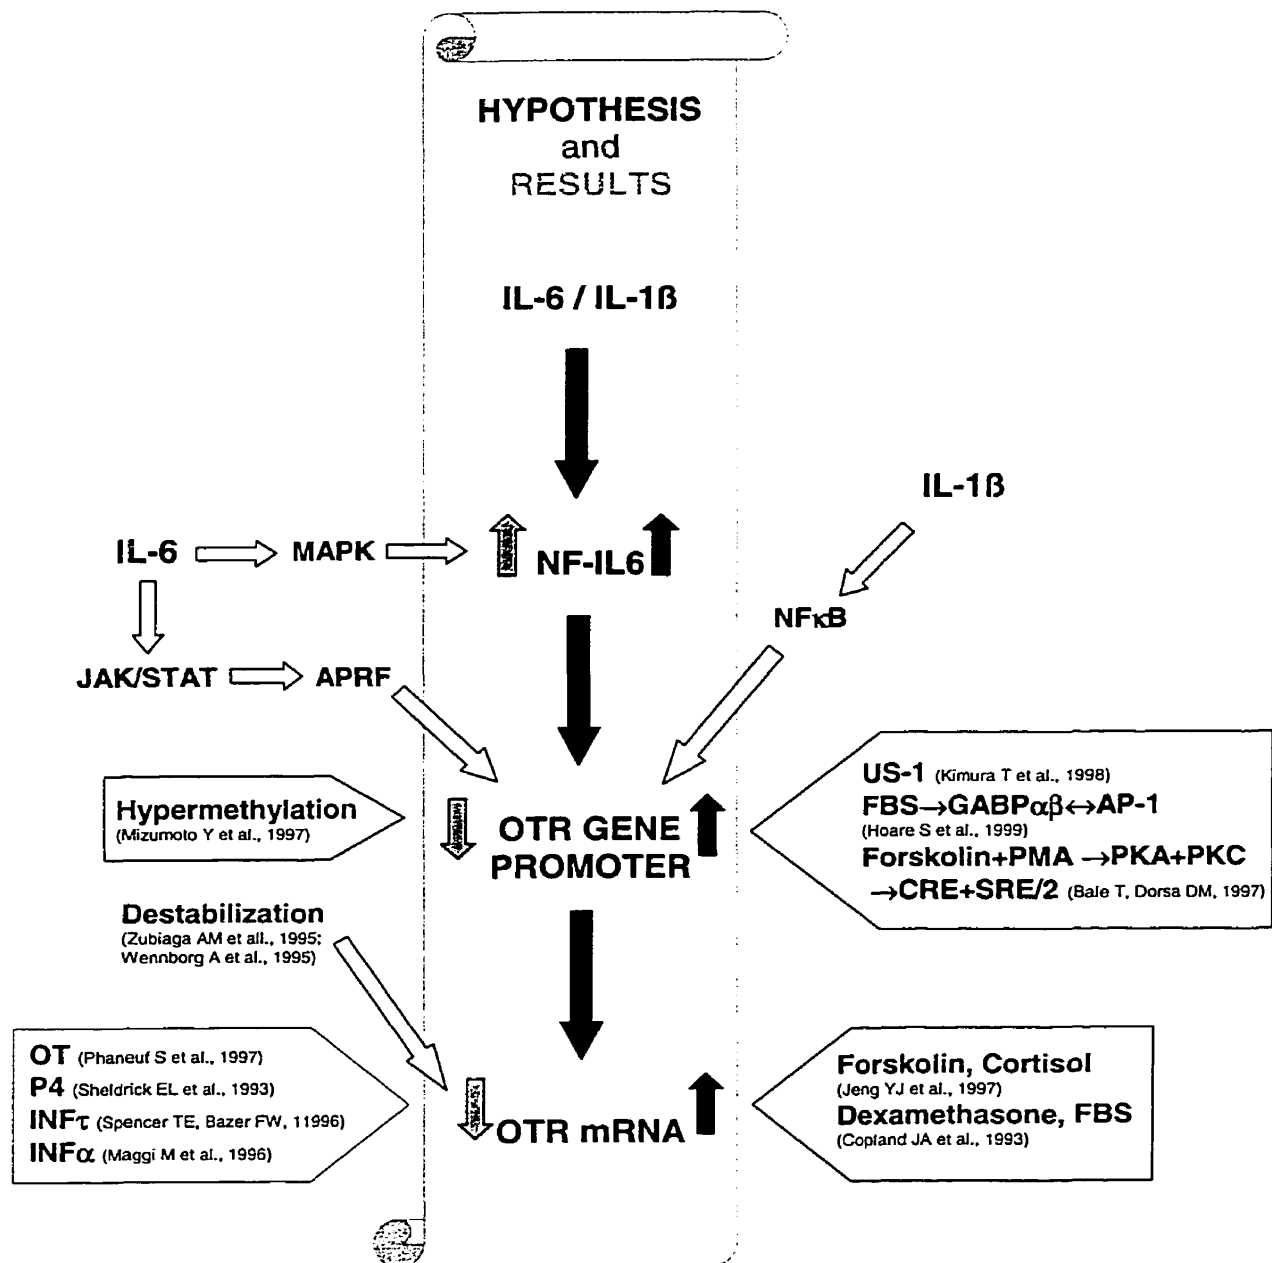 HYPOTHESIS
and
RESULTS
IL-6 / IL-1ß
IL-1ß
IL-6
MAPK
NF-IL6
NFκB
JAK/STAT
APRF
Hypermethylation
(Mizumoto Y et al., 1997)
OTR GENE
PROMOTER
US-1 (Kimura T et al., 1998)
FBS→GABPαβ↔AP-1
(Hoare S et al., 1999)
Forskolin+PMA →PKA+PKC
→CRE+SRE/2 (Bale T, Dorsa DM, 1997)
Destabilization
(Zubiaga AM et all., 1995;
Wennborg A et al., 1995)
OT (Phaneuf S et al., 1997)
P4 (Sheldrick EL et al., 1993)
INFτ (Spencer TE, Bazer FW, 11996)
INFα (Maggi M et al., 1996)
OTR mRNA
Forskolin, Cortisol
(Jeng YJ et al., 1997)
Dexamethasone, FBS
(Copland JA et al., 1993)